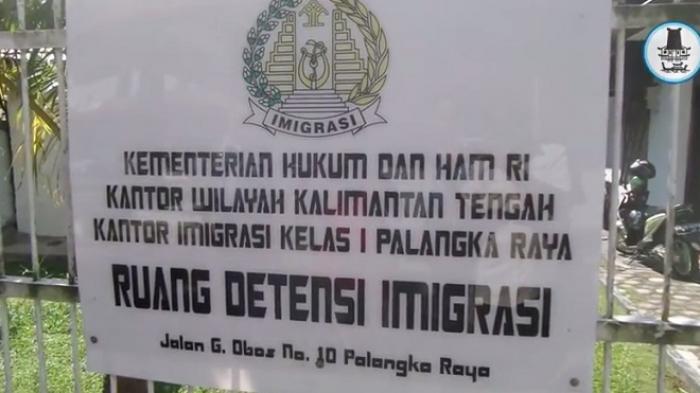 IMIGRASI
KEMENTERIAN HUKUM DAN HAM RI
KANTOR WILAYAH KALIMANTAN TENGAH
KANTOR IMIGRASI KELAS I PALANGKA RAYA
RUANG DETENSI IMIGRASI
Jalan G. Obos No. 10 Palangka Raya